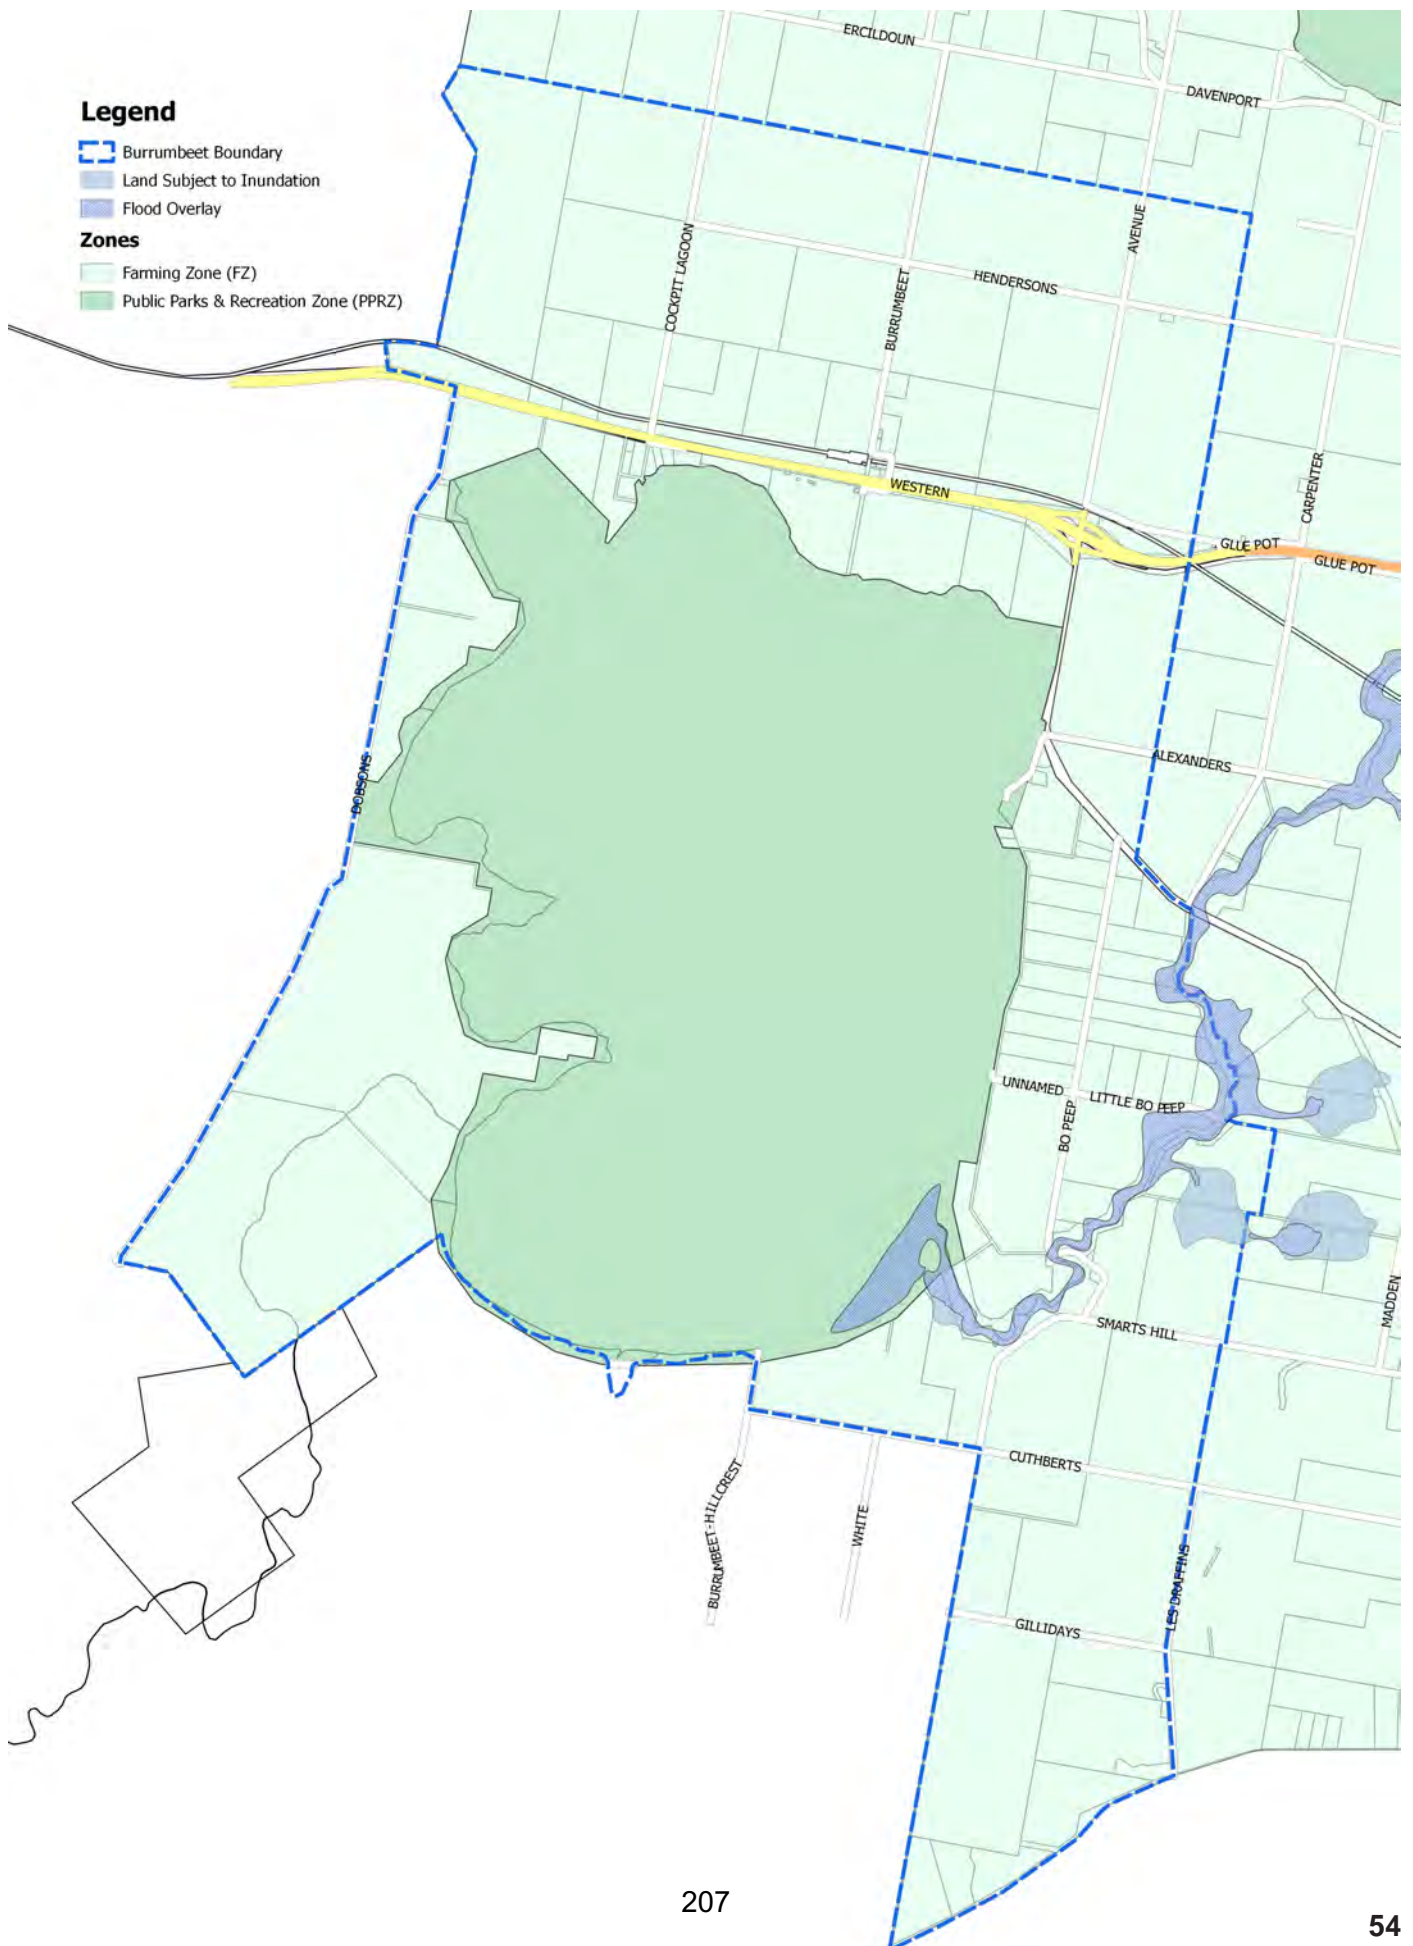 ERCILDOUN
DAVENPORT
Legend
Burrumbeet Boundary
Land Subject to Inundation
Flood Overlay
Zones
Farming Zone (FZ)
Public Parks & Recreation Zone (PPRZ)
AVENUE
COCKPIT LAGOON
BURRUMBEET
HENDERSONS
CARPENTER
WESTERN
GLUE POT
GLUE POT
ALEXANDERS
DOBSONS
UNNAMED
LITTLE BO PEEP
BO PEEP
MADDEN
SMARTS HILL
CUTHBERTS
BURRUMBEET-HILLCREST
WHITE
LES DRAFFINS
GILLIDAYS
207
54